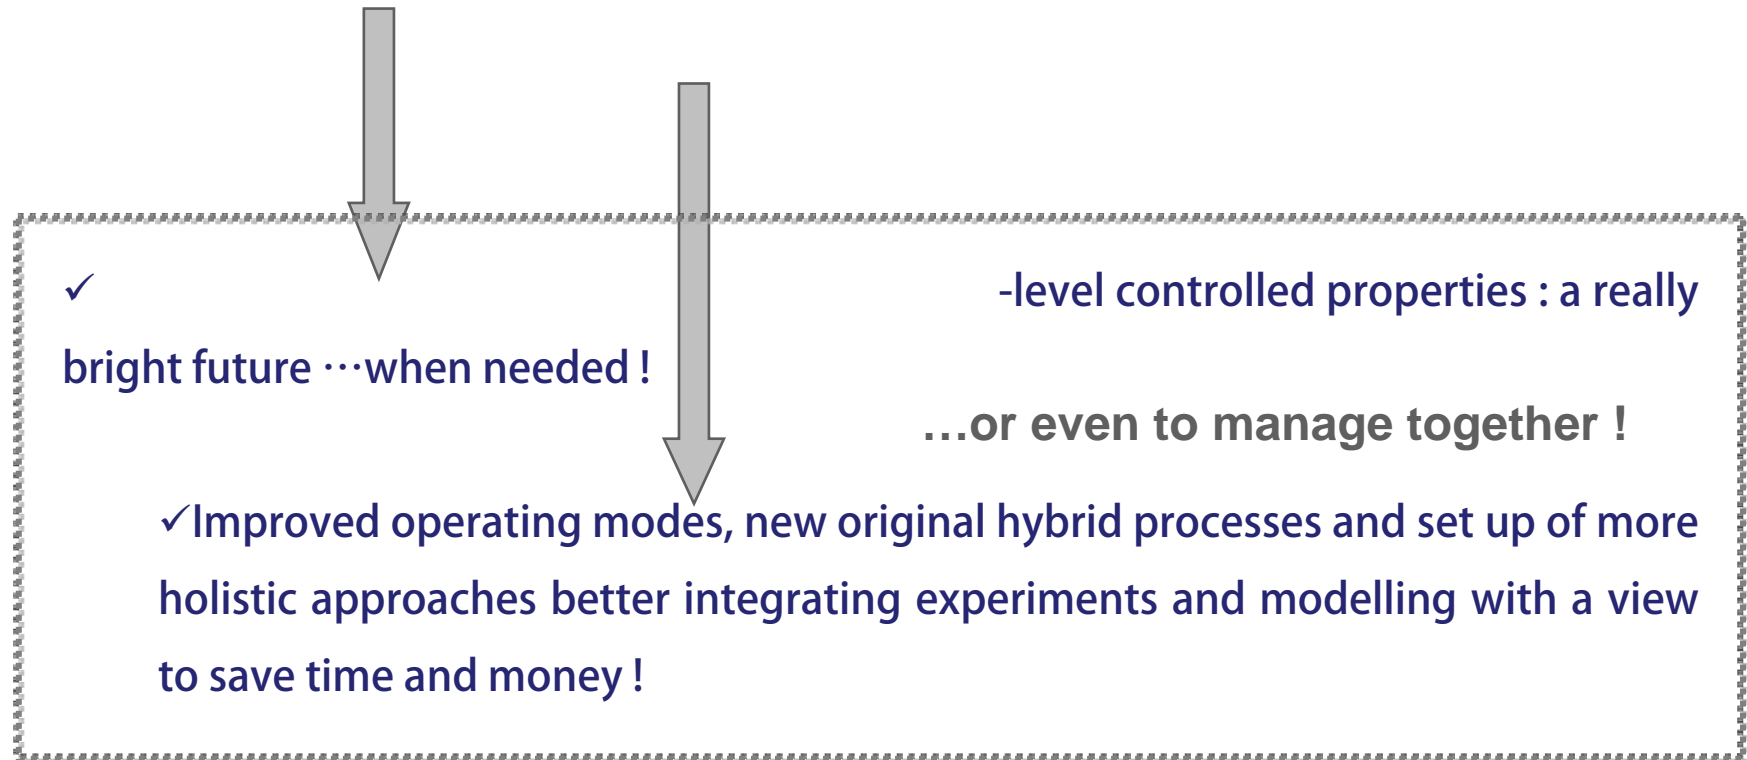 ✓ -level controlled properties : a really
bright future …when needed !
…or even to manage together !
✓Improved operating modes, new original hybrid processes and set up of more
holistic approaches better integrating experiments and modelling with a view
to save time and money !